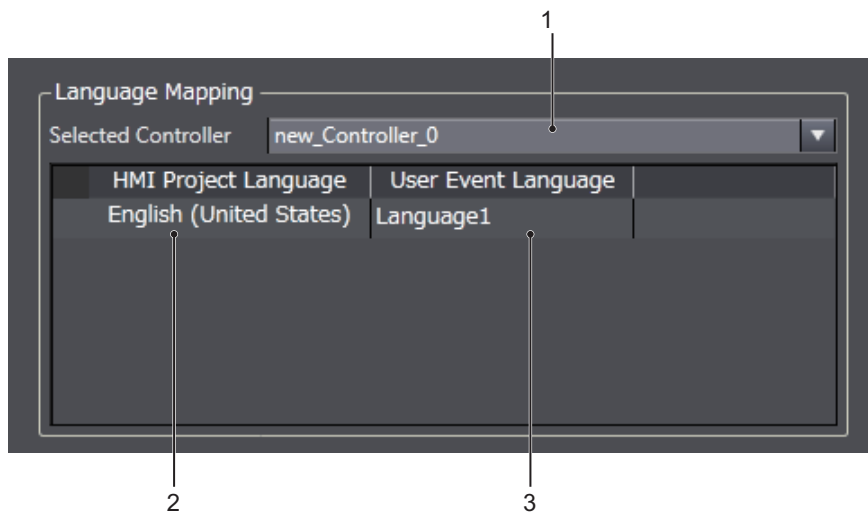 1
Language Mapping
Selected Controller new_Controller_0
HMI Project Language User Event Language
English (United States) Language1
2 3